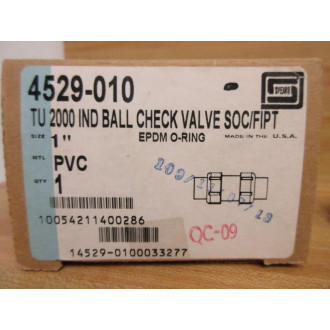 4529-010
SPEARS
TU 2000 IND BALL CHECK VALVE SOC/FIPT
SIZE 1" EPDM O-RING MADE IN THE U.S.A.
MTL PVC
QTY 1
10054211400286
QC-09
14529-0100033277